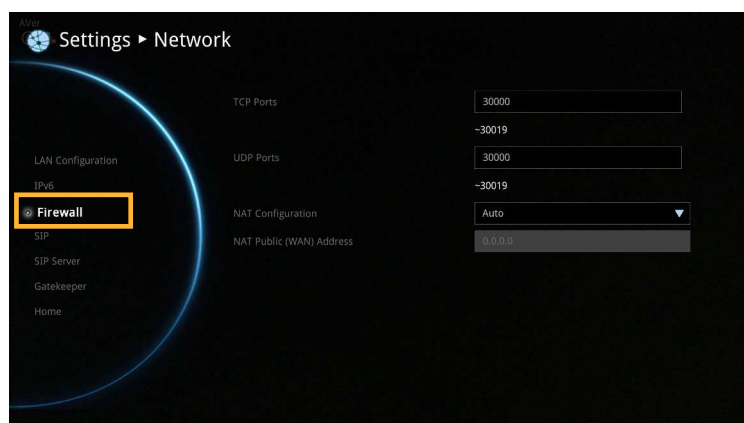 AVer
Settings ► Network
TCP Ports 30000
~30019
LAN Configuration
UDP Ports 30000
IPv6
~30019
Firewall
NAT Configuration Auto
SIP
NAT Public (WAN) Address 0.0.0.0
SIP Server
Gatekeeper
Home